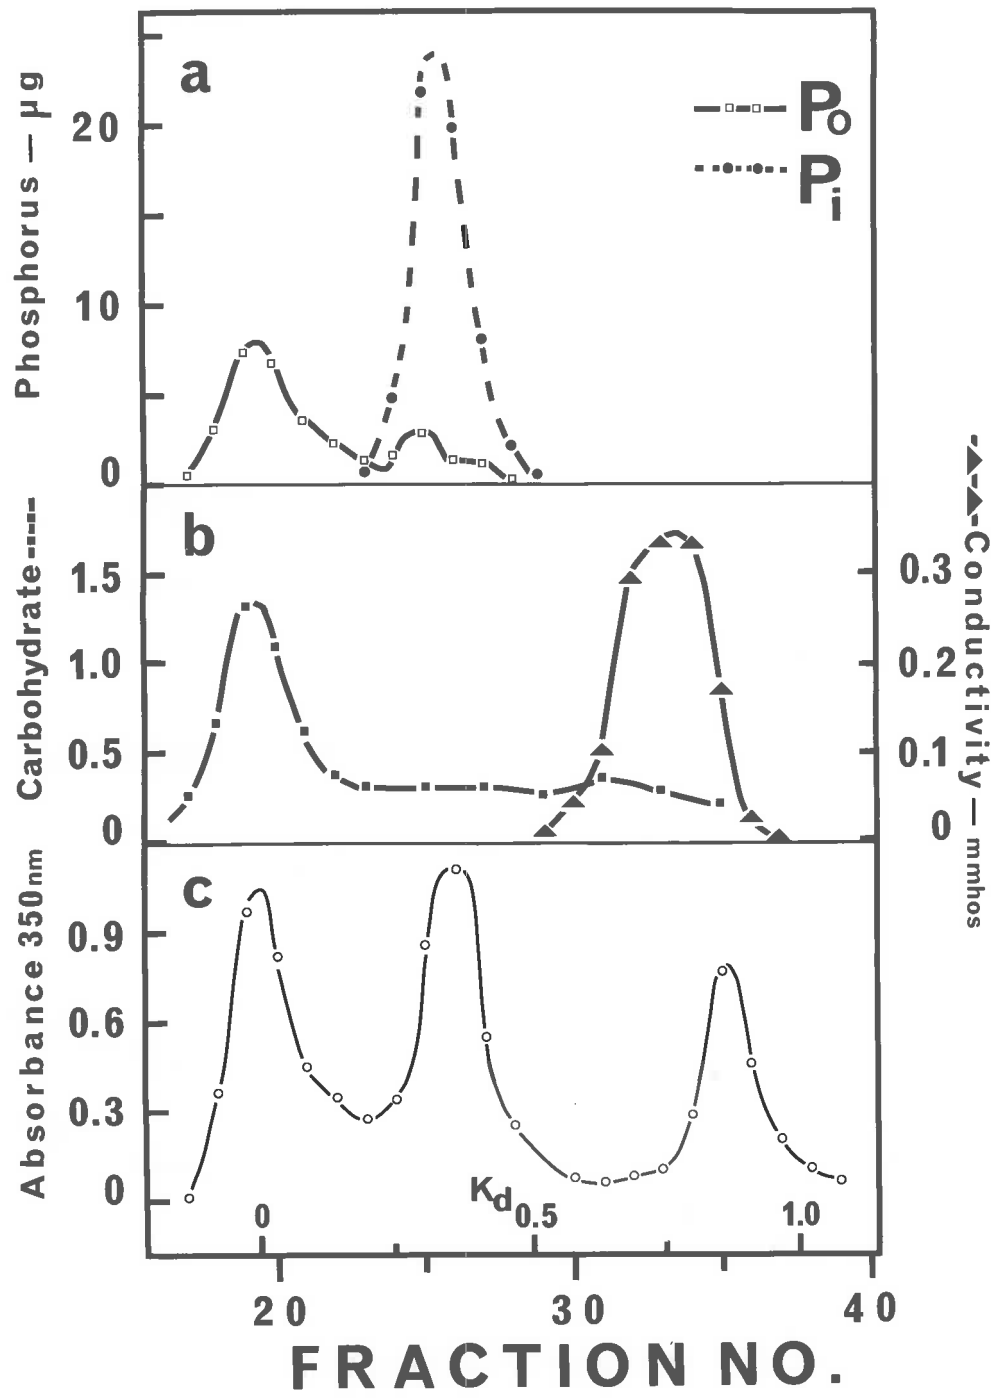 a
Phosphorus — µg
20
10
0
Po
Pi
b
Carbohydrate
1.5
1.0
0.5
0
Conductivity — mmhos
0.3
0.2
0.1
0
c
Absorbance 350nm
0.9
0.6
0.3
0
Kd
0 0.5 1.0
20 30 40
FRACTION NO.